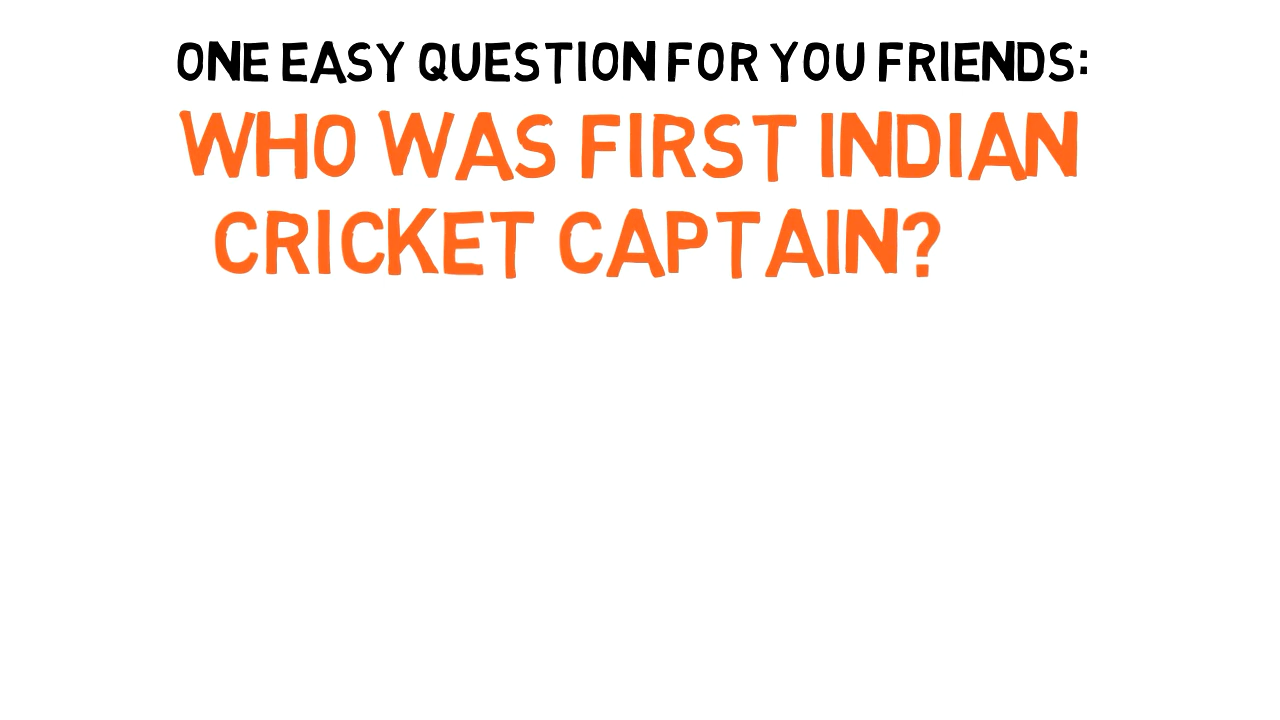 ONE EASY QUESTION FOR YOU FRIENDS:
WHO WAS FIRST INDIAN
CRICKET CAPTAIN?